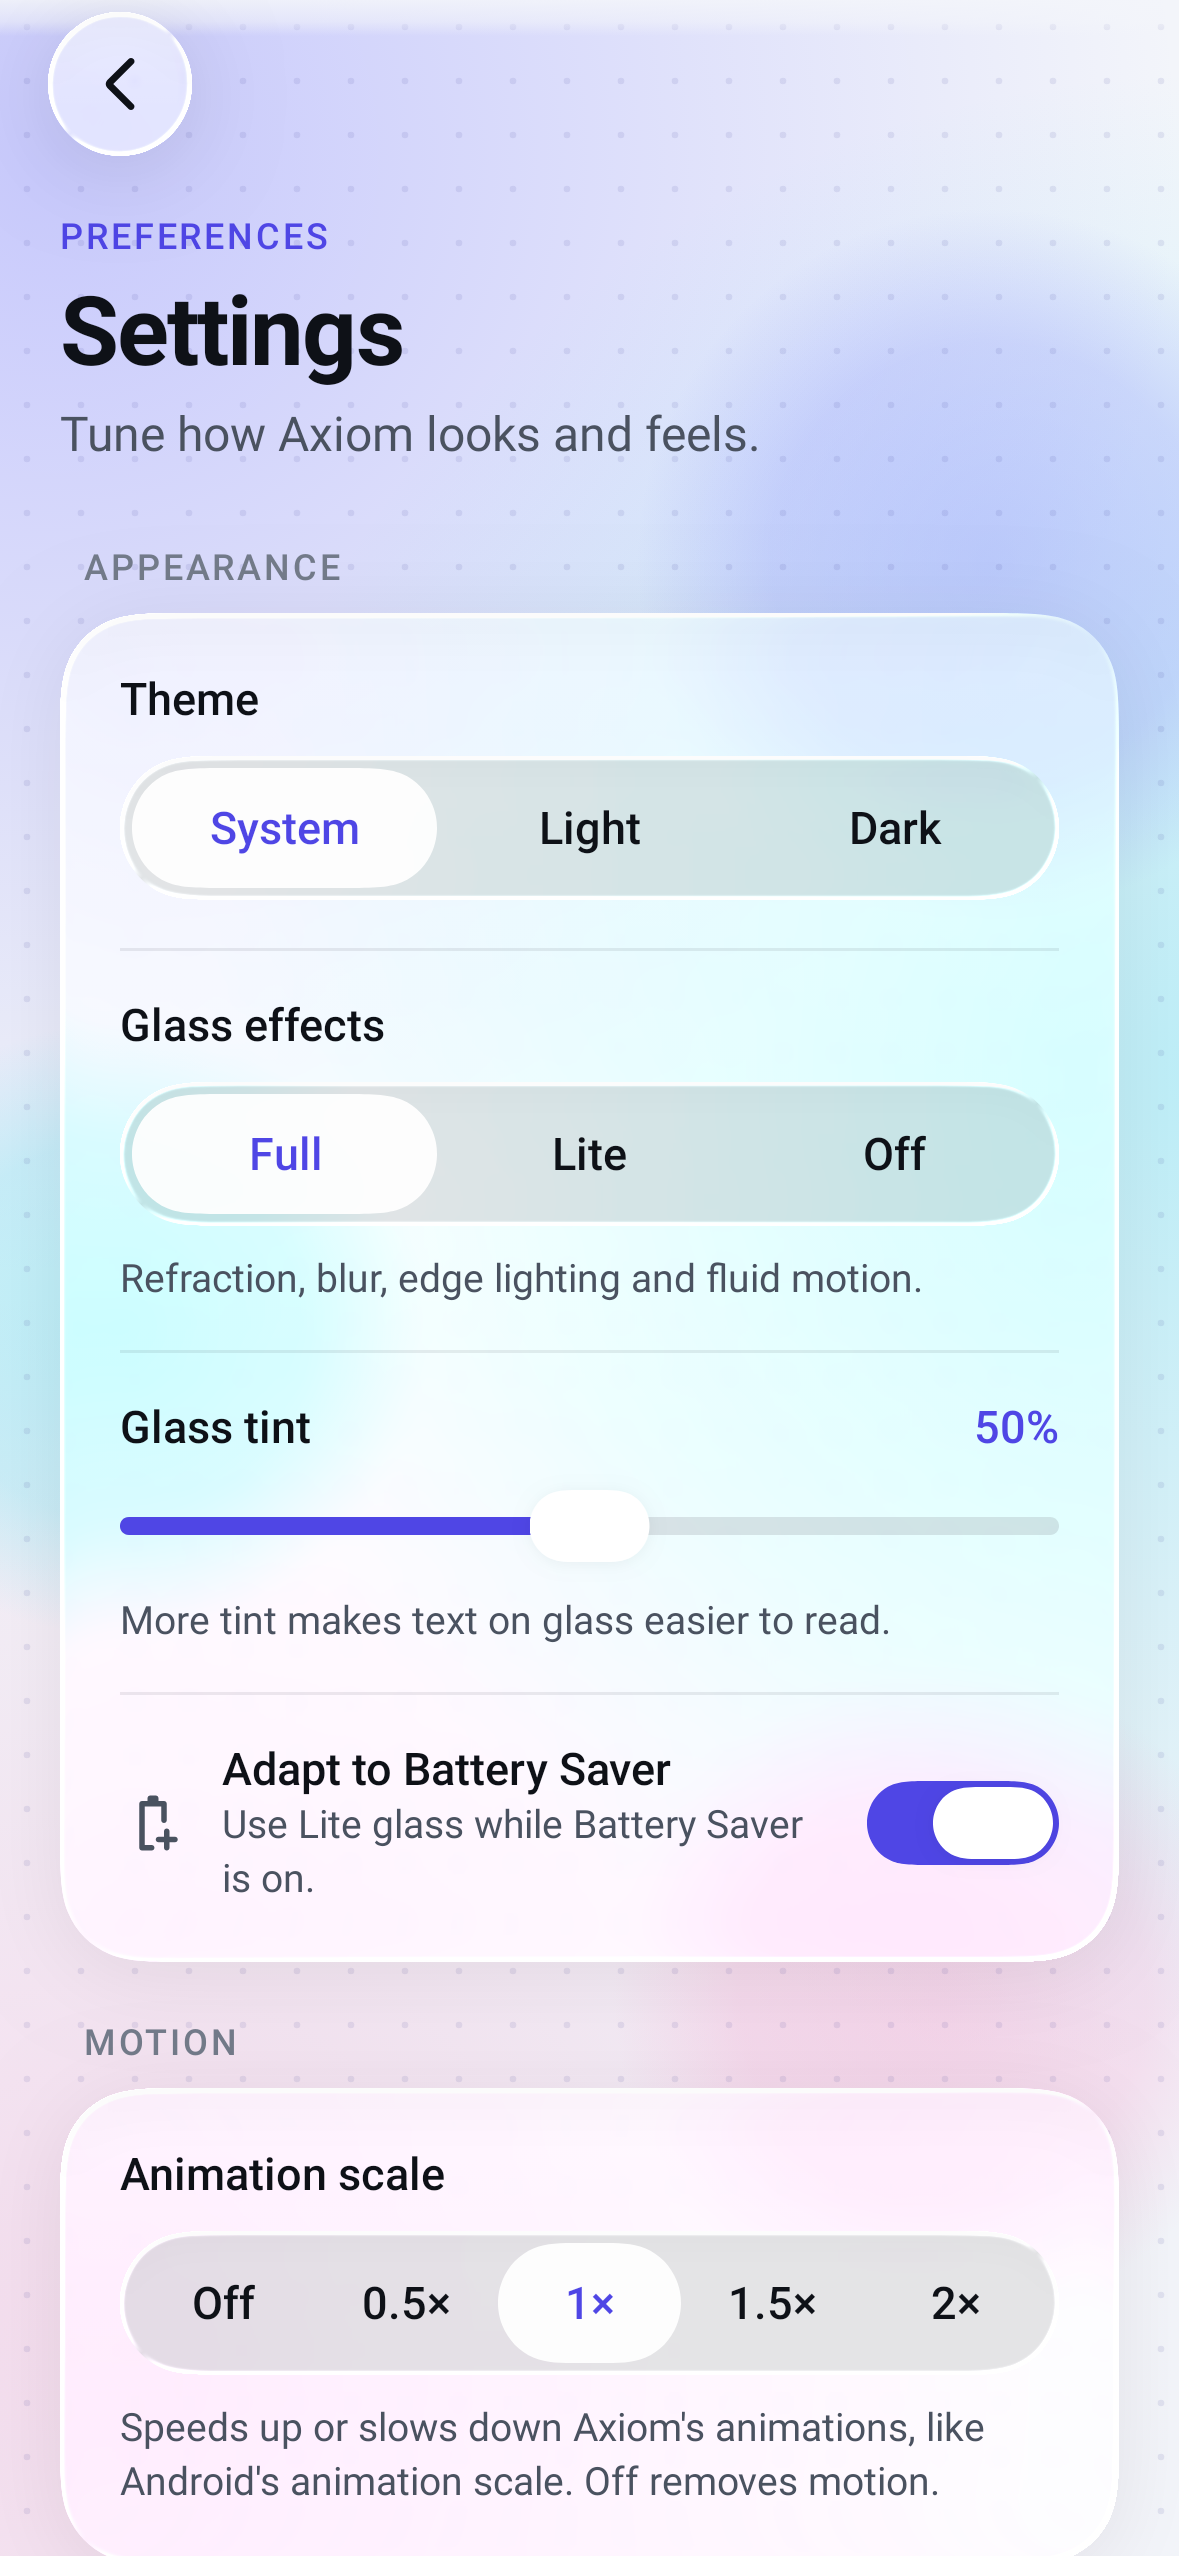 PREFERENCES
Settings
Tune how Axiom looks and feels.
APPEARANCE
Theme
System Light Dark
Glass effects
Full Lite Off
Refraction, blur, edge lighting and fluid motion.
Glass tint 50%
More tint makes text on glass easier to read.
Adapt to Battery Saver
Use Lite glass while Battery Saver
is on.
MOTION
Animation scale
Off 0.5× 1× 1.5× 2×
Speeds up or slows down Axiom's animations, like
Android's animation scale. Off removes motion.